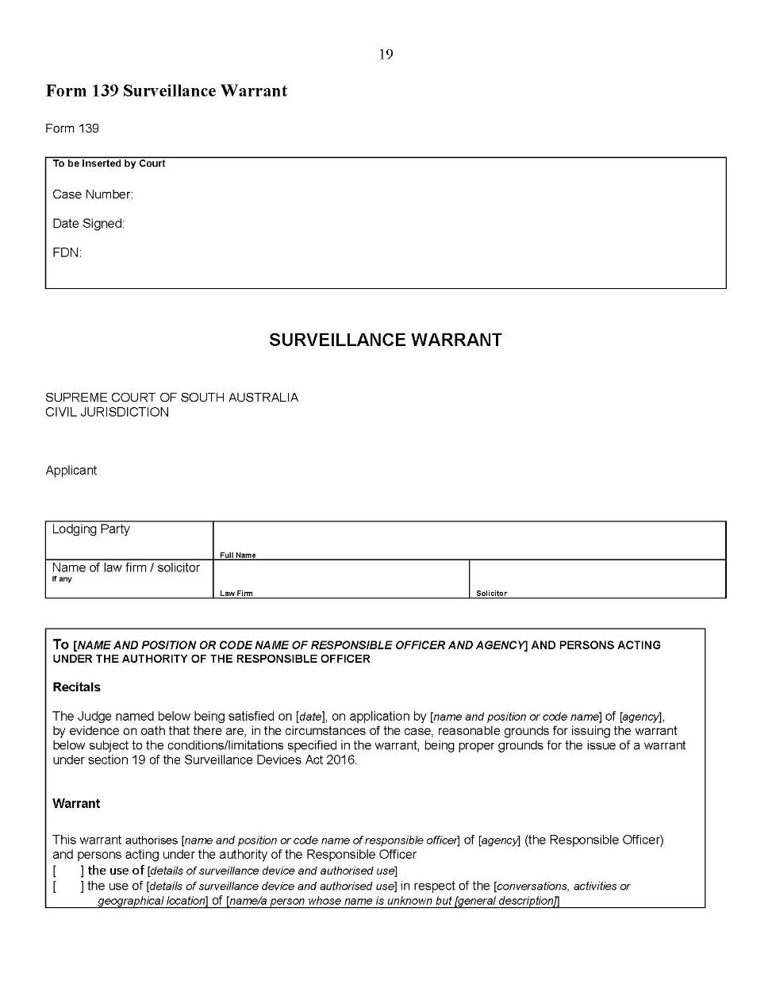 19
Form 139 Surveillance Warrant
Form 139
To be inserted by Court
Case Number:
Date Signed:
FDN:
SURVEILLANCE WARRANT
SUPREME COURT OF SOUTH AUSTRALIA
CIVIL JURISDICTION
Applicant
Lodging Party
Full Name
Name of law firm / solicitor
If any
Law Firm
Solicitor
To [NAME AND POSITION OR CODE NAME OF RESPONSIBLE OFFICER AND AGENCY] AND PERSONS ACTING
UNDER THE AUTHORITY OF THE RESPONSIBLE OFFICER
Recitals
The Judge named below being satisfied on [date], on application by [name and position or code name] of [agency],
by evidence on oath that there are, in the circumstances of the case, reasonable grounds for issuing the warrant
below subject to the conditions/limitations specified in the warrant, being proper grounds for the issue of a warrant
under section 19 of the Surveillance Devices Act 2016.
Warrant
This warrant authorises [name and position or code name of responsible officer] of [agency] (the Responsible Officer)
and persons acting under the authority of the Responsible Officer
[ ] the use of [details of surveillance device and authorised use]
[ ] the use of [details of surveillance device and authorised use] in respect of the [conversations, activities or
geographical location] of [name/a person whose name is unknown but [general description]]